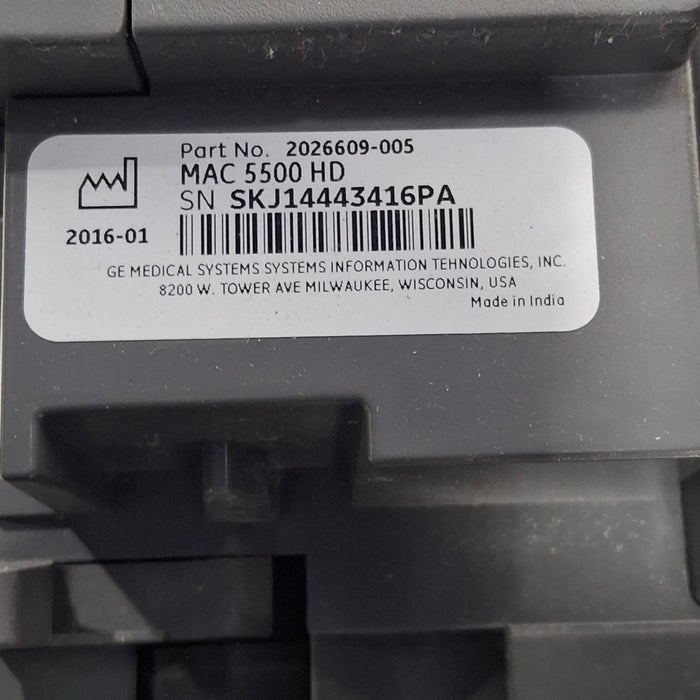 Part No. 2026609-005
MAC 5500 HD
SN SKJ14443416PA
2016-01
GE MEDICAL SYSTEMS SYSTEMS INFORMATION TEHNOLOGIES, INC.
8200 W. TOWER AVE MILWAUKEE, WISCONSIN, USA
Made in India